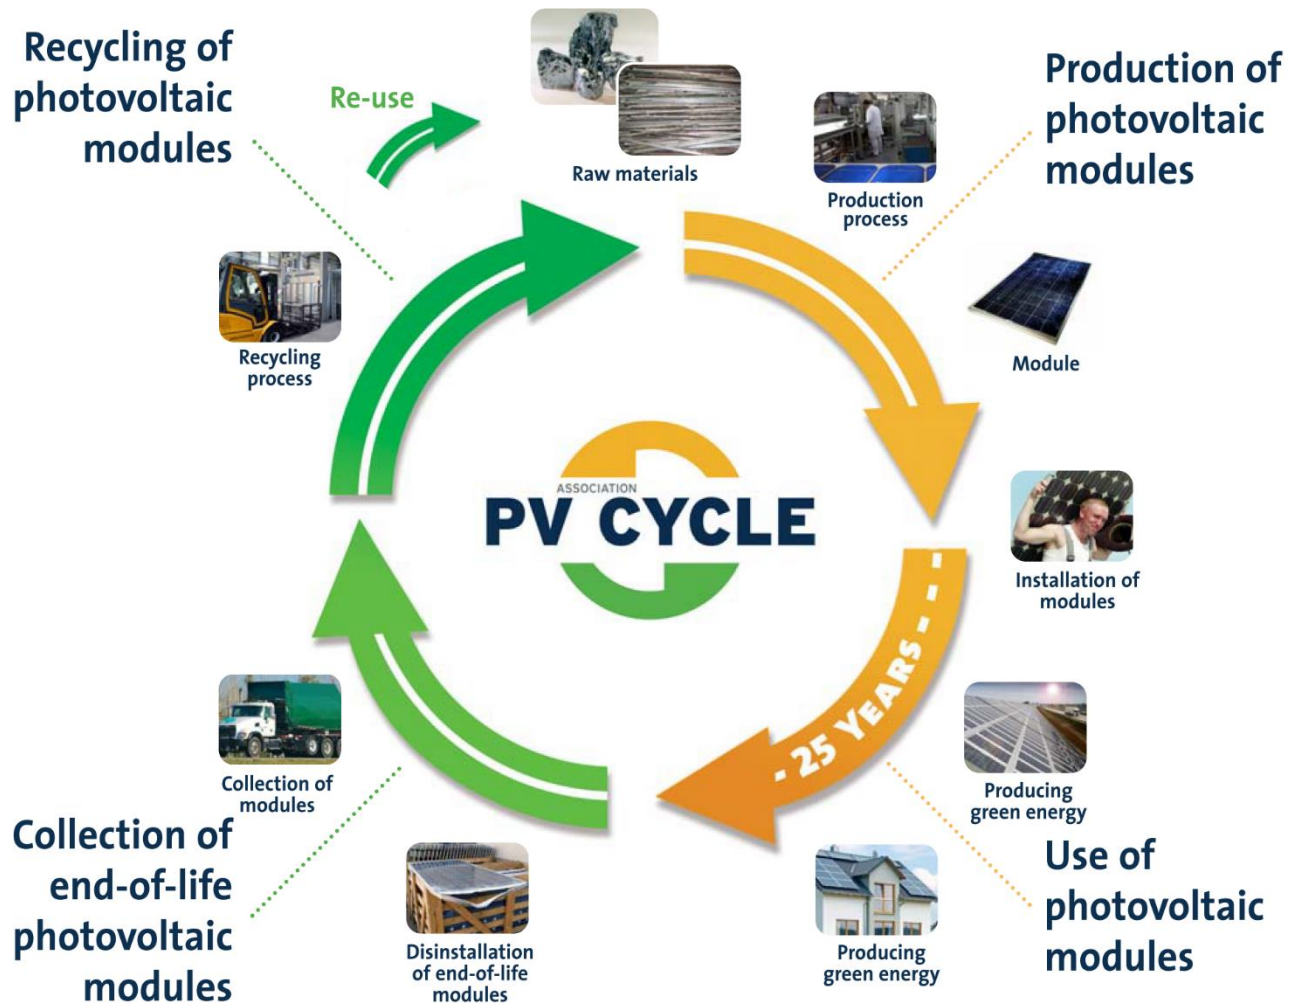 Recycling of
photovoltaic
modules
Re-use
Raw materials
Production
process
Production of
photovoltaic
modules
Module
Recycling
process
ASSOCIATION
PV CYCLE
Installation of
modules
- 25 YEARS - - -
Producing
green energy
Use of
photovoltaic
modules
Producing
green energy
Disinstallation
of end-of-life
modules
Collection of
modules
Collection of
end-of-life
photovoltaic
modules